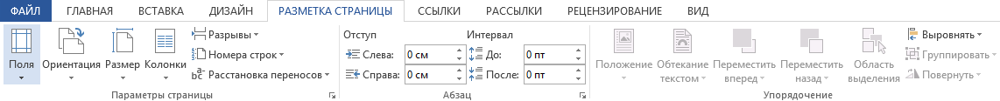 ФАЙЛ ГЛАВНАЯ ВСТАВКА ДИЗАЙН РАЗМЕТКА СТРАНИЦЫ ССЫЛКИ РАССЫЛКИ РЕЦЕНЗИРОВАНИЕ ВИД
Поля
Ориентация
Размер
Колонки
Разрывы
Номера строк
Расстановка переносов
Параметры страницы
Отступ
Слева: 0 см
Справа: 0 см
Интервал
До: 0 пт
После: 0 пт
Абзац
Положение
Обтекание
текстом
Переместить
вперед
Переместить
назад
Область
выделения
Выровнять
Группировать
Повернуть
Упорядочение